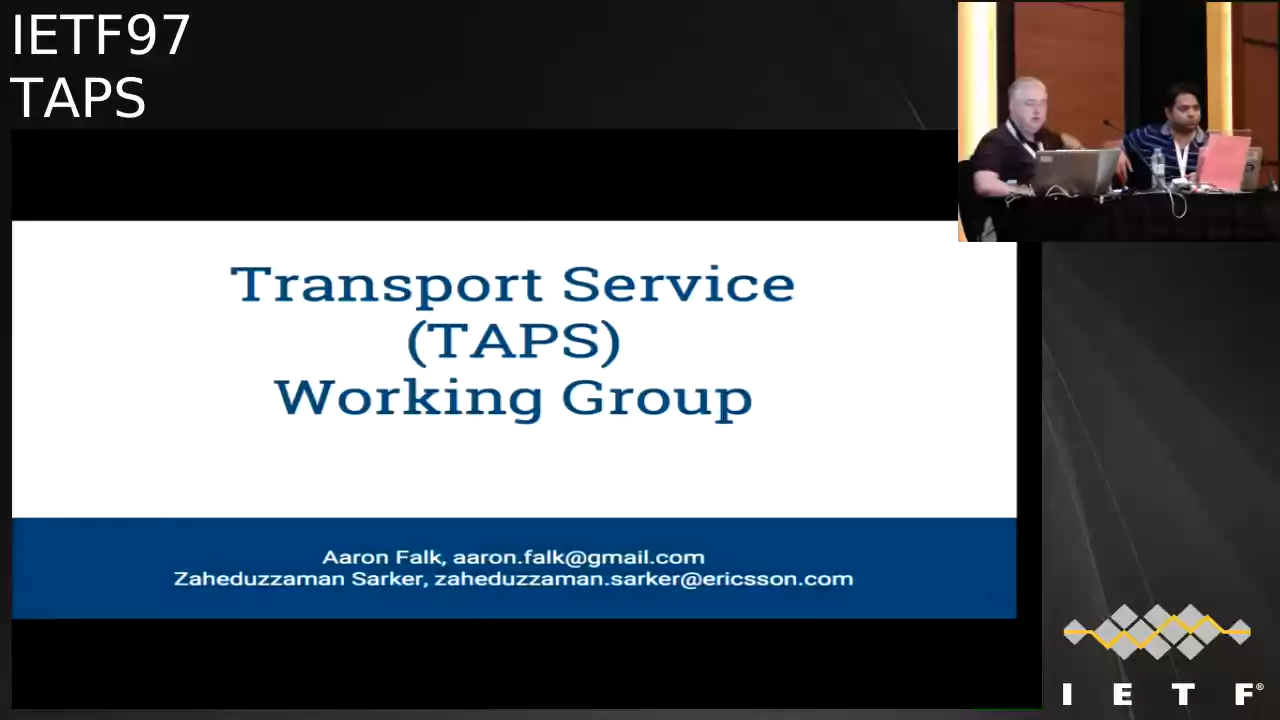 IETF97
TAPS
Transport Service
(TAPS)
Working Group
Aaron Falk, aaron.falk@gmail.com
Zaheduzzaman Sarker, zaheduzzaman.sarker@ericsson.com
I E T F®